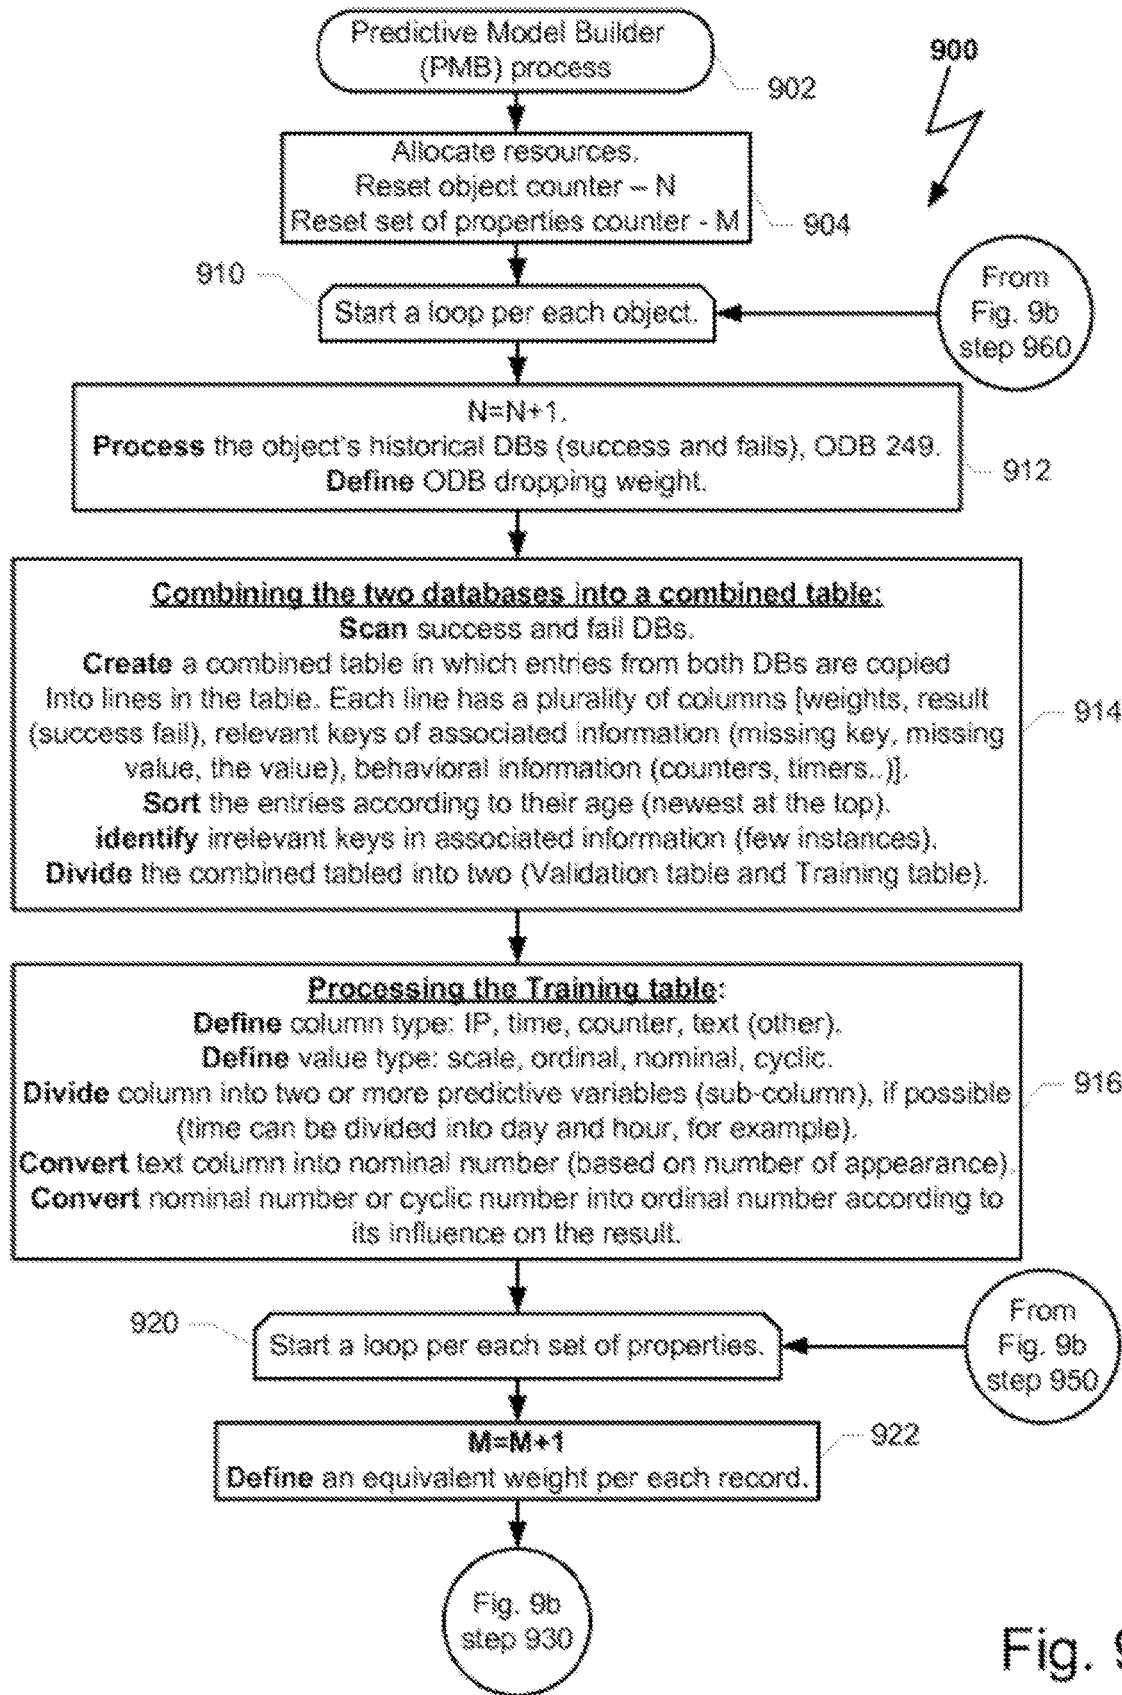 Predictive Model Builder
(PMB) process
902
900
Allocate resources.
Reset object counter – N
Reset set of properties counter - M
904
910
Start a loop per each object.
From
Fig. 9b
step 960
N=N+1.
Process the object's historical DBs (success and fails), ODB 249.
Define ODB dropping weight.
912
Combining the two databases into a combined table:
Scan success and fail DBs.
Create a combined table in which entries from both DBs are copied
Into lines in the table. Each line has a plurality of columns [weights, result
(success fail), relevant keys of associated information (missing key, missing
value, the value), behavioral information (counters, timers..)].
Sort the entries according to their age (newest at the top).
identify irrelevant keys in associated information (few instances).
Divide the combined tabled into two (Validation table and Training table).
914
Processing the Training table:
Define column type: IP, time, counter, text (other).
Define value type: scale, ordinal, nominal, cyclic.
Divide column into two or more predictive variables (sub-column), if possible
(time can be divided into day and hour, for example).
Convert text column into nominal number (based on number of appearance).
Convert nominal number or cyclic number into ordinal number according to
its influence on the result.
916
920
Start a loop per each set of properties.
From
Fig. 9b
step 950
M=M+1
Define an equivalent weight per each record.
922
Fig. 9b
step 930
Fig. 9